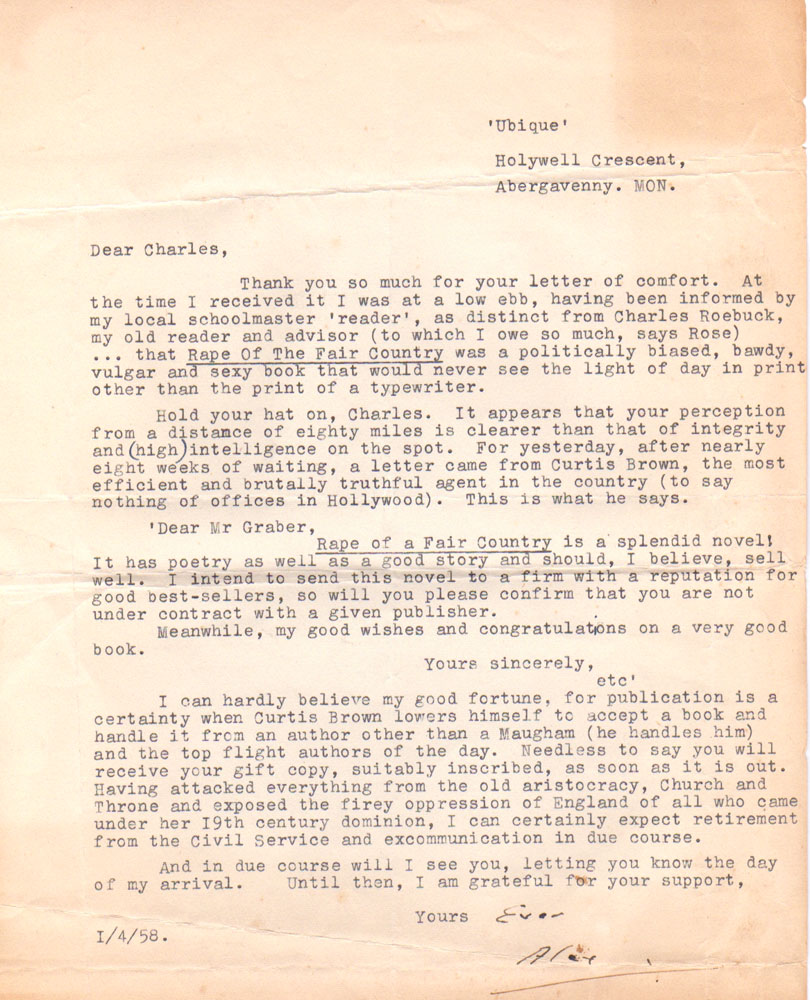 'Ubique'
Holywell Crescent,
Abergavenny. MON.
Dear Charles,
Thank you so much for your letter of comfort. At
the time I received it I was at a low ebb, having been informed by
my local schoolmaster 'reader', as distinct from Charles Roebuck,
my old reader and advisor (to which I owe so much, says Rose)
... that Rape Of The Fair Country was a politically biased, bawdy,
vulgar and sexy book that would never see the light of day in print
other than the print of a typewriter.
Hold your hat on, Charles. It appears that your perception
from a distance of eighty miles is clearer than that of integrity
and (high) intelligence on the spot. For yesterday, after nearly
eight weeks of waiting, a letter came from Curtis Brown, the most
efficient and brutally truthful agent in the country (to say
nothing of offices in Hollywood). This is what he says.
'Dear Mr Graber,
Rape of a Fair Country is a splendid novel!
It has poetry as well as a good story and should, I believe, sell
well. I intend to send this novel to a firm with a reputation for
good best-sellers, so will you please confirm that you are not
under contract with a given publisher.
Meanwhile, my good wishes and congratulatins on a very good
book.
Yours sincerely,
etc'
I can hardly believe my good fortune, for publication is a
certainty when Curtis Brown lowers himself to accept a book and
handle it from an author other than a Maugham (he handles him)
and the top flight authors of the day. Needless to say you will
receive your gift copy, suitably inscribed, as soon as it is out.
Having attacked everything from the old aristocracy, Church and
Throne and exposed the firey oppression of England of all who came
under her I9th century dominion, I can certainly expect retirement
from the Civil Service and excommunication in due course.
And in due course will I see you, letting you know the day
of my arrival. Until then, I am grateful for your support,
Yours Ever
Alex
I/4/58.